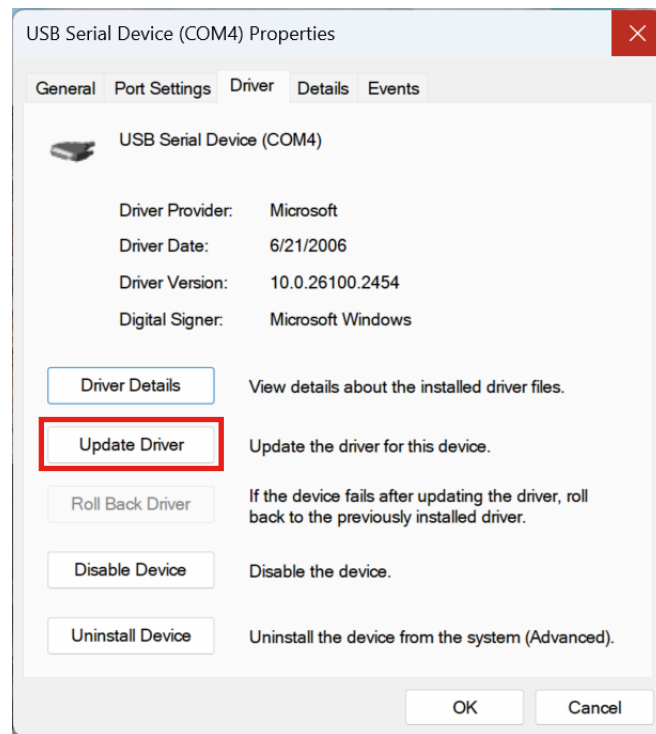 USB Serial Device (COM4) Properties
General Port Settings Driver Details Events
USB Serial Device (COM4)
Driver Provider: Microsoft
Driver Date: 6/21/2006
Driver Version: 10.0.26100.2454
Digital Signer: Microsoft Windows
Driver Details View details about the installed driver files.
Update Driver Update the driver for this device.
Roll Back Driver If the device fails after updating the driver, roll
back to the previously installed driver.
Disable Device Disable the device.
Uninstall Device Uninstall the device from the system (Advanced).
OK Cancel